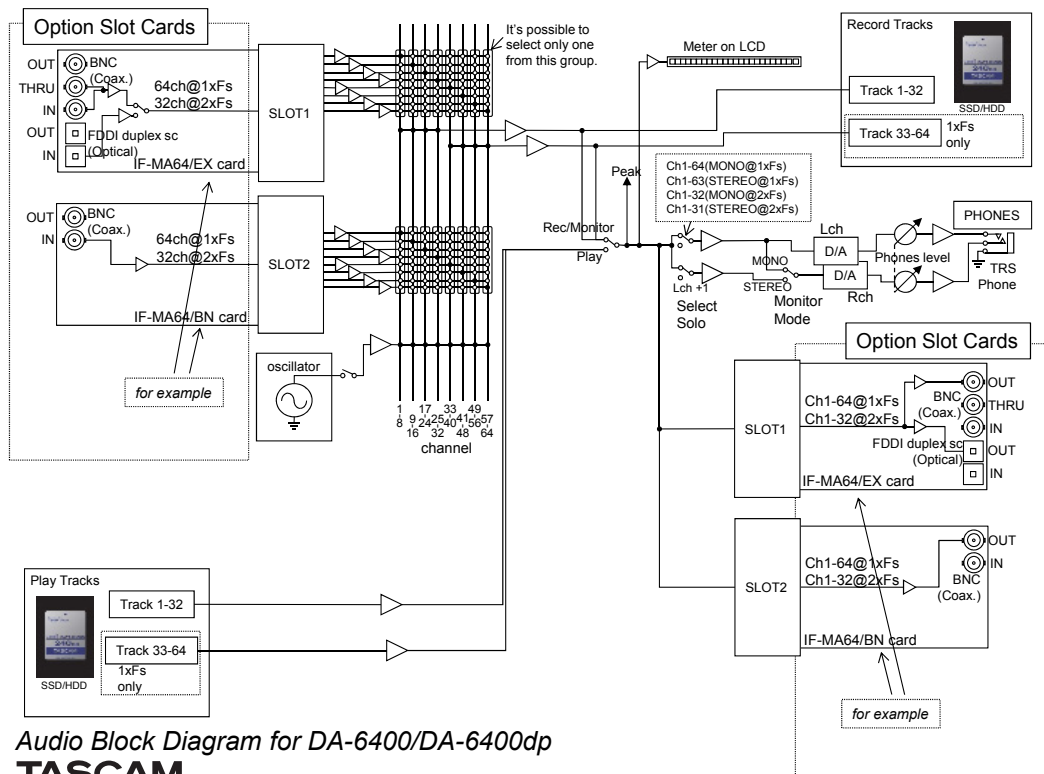 Option Slot Cards
OUT
BNC
(Coax.)
THRU
64ch@1xFs
32ch@2xFs
IN
OUT
FDDI duplex sc
(Optical)
IN
IF-MA64/EX card
SLOT1
OUT
BNC
(Coax.)
IN
64ch@1xFs
32ch@2xFs
SLOT2
IF-MA64/BN card
for example
oscillator
It's possible to
select only one
from this group.
1
8
9
16
17
24
25
32
33
40
41
48
49
56
57
64
channel
Meter on LCD
Record Tracks
Track 1-32
SSD/HDD
Track 33-64
1xFs
only
Peak
Ch1-64(MONO@1xFs)
Ch1-63(STEREO@1xFs)
Ch1-32(MONO@2xFs)
Ch1-31(STEREO@2xFs)
Rec/Monitor
Play
Lch +1
Select
Solo
MONO
STEREO
Monitor
Mode
Lch
D/A
D/A
Rch
Phones level
PHONES
TRS
Phone
Option Slot Cards
SLOT1
Ch1-64@1xFs
Ch1-32@2xFs
BNC
(Coax.)
FDDI duplex sc
(Optical)
OUT
THRU
IN
OUT
IN
IF-MA64/EX card
SLOT2
Ch1-64@1xFs
Ch1-32@2xFs
OUT
IN
BNC
(Coax.)
IF-MA64/BN card
for example
Play Tracks
Track 1-32
Track 33-64
1xFs
only
SSD/HDD
Audio Block Diagram for DA-6400/DA-6400dp
TASCAM